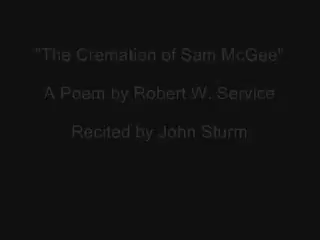 "The Cremation of Sam McGee"
A Poem by Robert W. Service
Recited by John Sturm